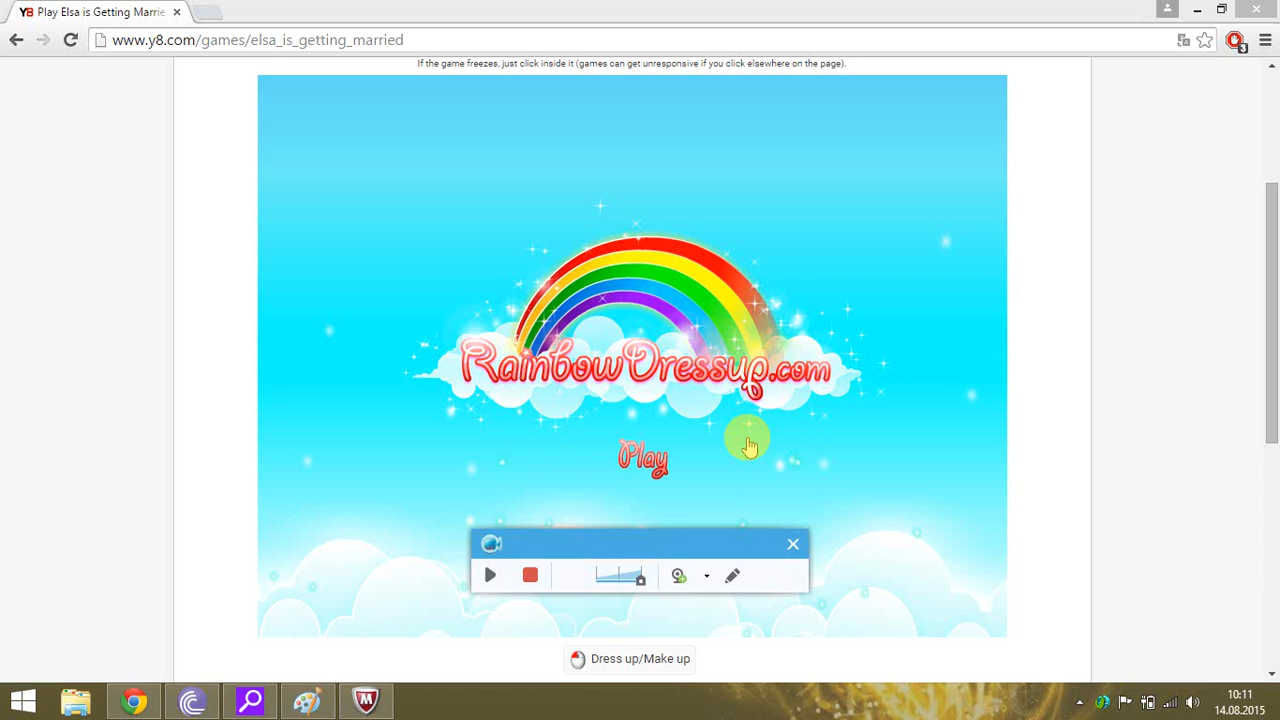 Play Elsa is Getting Marrie
www.y8.com/games/elsa_is_getting_married
3
If the game freezes, just click inside it (games can get unresponsive if you click elsewhere on the page).
RainbowDressup.com
Play
Dress up/Make up
10:11
14.08.2015